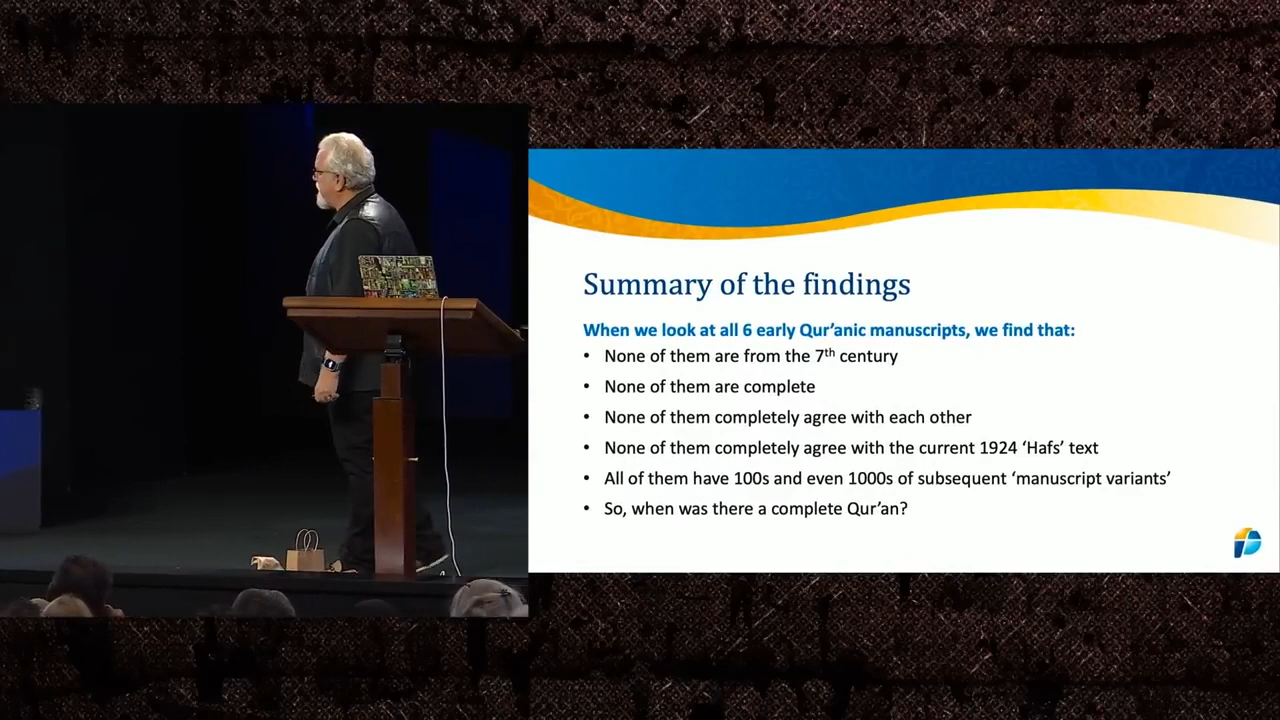 Summary of the findings
When we look at all 6 early Qur’anic manuscripts, we find that:
• None of them are from the 7th century
• None of them are complete
• None of them completely agree with each other
• None of them completely agree with the current 1924 ‘Hafs’ text
• All of them have 100s and even 1000s of subsequent ‘manuscript variants’
• So, when was there a complete Qur’an?